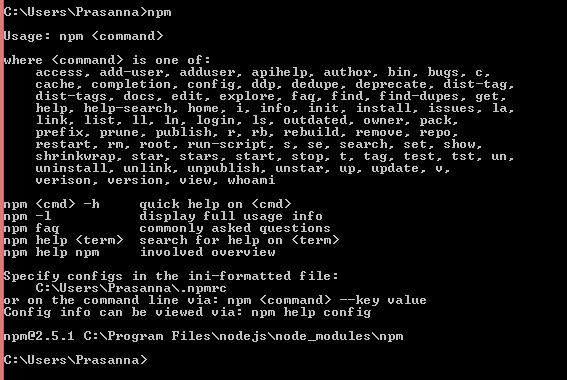 C:\Users\Prasanna>npm
Usage: npm <command>
where <command> is one of:
access, add-user, adduser, apihelp, author, bin, bugs, c,
cache, completion, config, ddp, dedupe, deprecate, dist-tag,
dist-tags, docs, edit, explore, faq, find, find-dupes, get,
help, help-search, home, i, info, init, install, issues, la,
link, list, ll, ln, login, ls, outdated, owner, pack,
prefix, prune, publish, r, rb, rebuild, remove, repo,
restart, rm, root, run-script, s, se, search, set, show,
shrinkwrap, star, stars, start, stop, t, tag, test, tst, un,
uninstall, unlink, unpublish, unstar, up, update, v,
verison, version, view, whoami
npm <cmd> -h     quick help on <cmd>
npm -l           display full usage info
npm faq          commonly asked questions
npm help <term>  search for help on <term>
npm help npm     involved overview
Specify configs in the ini-formatted file:
C:\Users\Prasanna\.npmrc
or on the command line via: npm <command> --key value
Config info can be viewed via: npm help config
npm@2.5.1 C:\Program Files\nodejs\node_modules\npm
C:\Users\Prasanna>